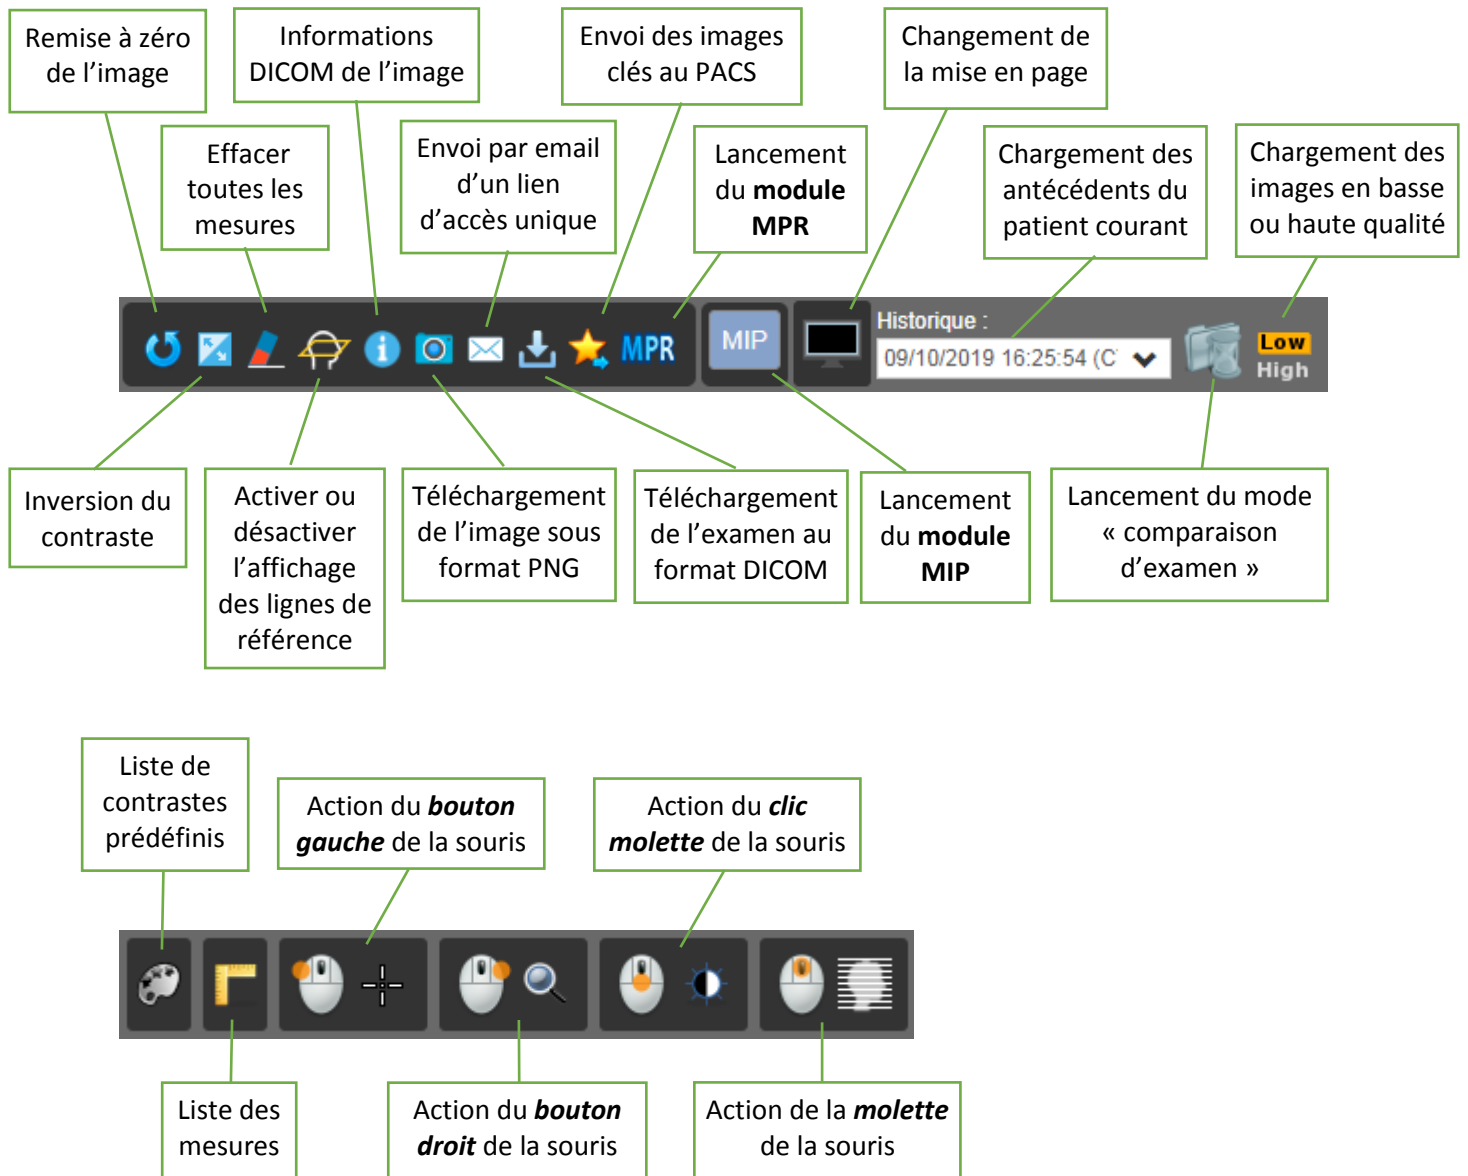 Remise à zéro
de l'image
Informations
DICOM de l'image
Envoi des images
clés au PACS
Changement de
la mise en page
Effacer
toutes les
mesures
Envoi par email
d'un lien
d'accès unique
Lancement
du module
MPR
Chargement des
antécédents du
patient courant
Chargement des
images en basse
ou haute qualité
MPR
MIP
Historique :
09/10/2019 16:25:54 (C
Low
High
Inversion du
contraste
Activer ou
désactiver
l'affichage
des lignes de
référence
Téléchargement
de l'image sous
format PNG
Téléchargement
de l'examen au
format DICOM
Lancement
du module
MIP
Lancement du mode
« comparaison
d'examen »
Liste de
contrastes
prédéfinis
Action du bouton
gauche de la souris
Action du clic
molette de la souris
Liste des
mesures
Action du bouton
droit de la souris
Action de la molette
de la souris